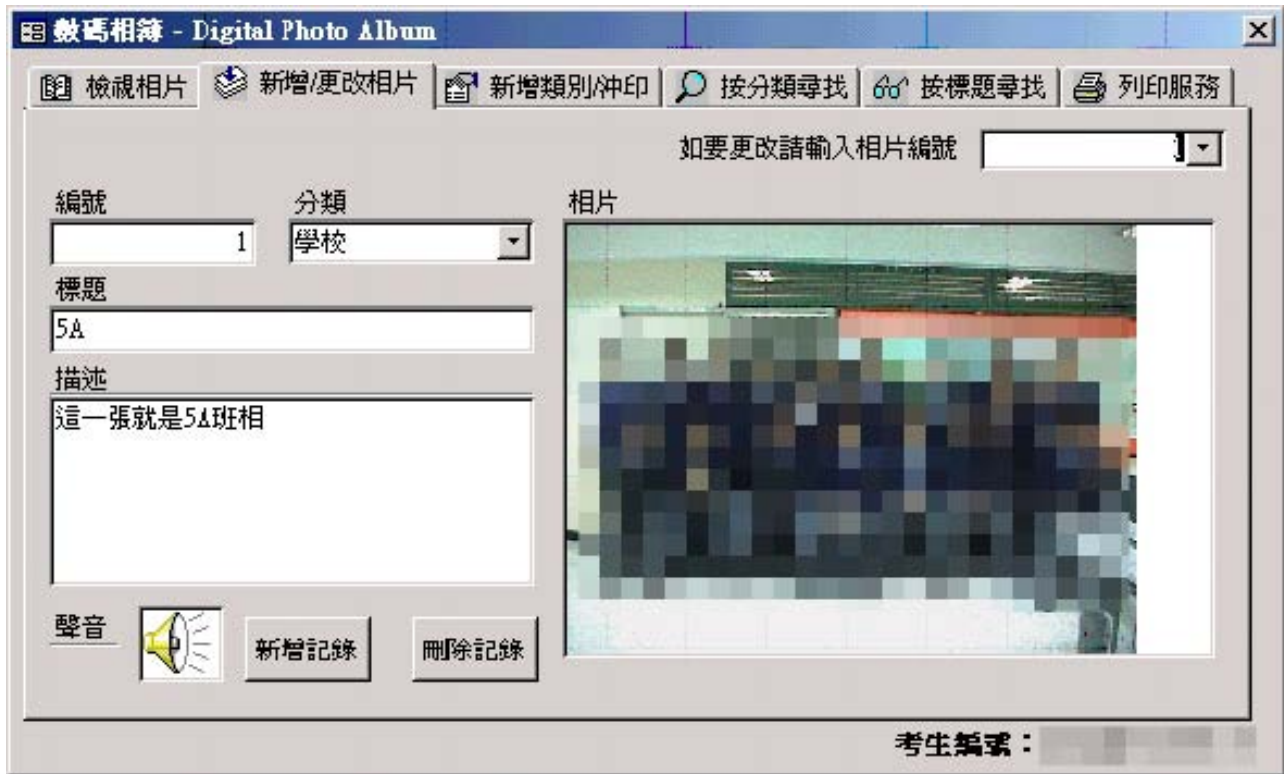 數碼相簿 - Digital Photo Album
檢視相片 新增/更改相片 新增類別/沖印 按分類尋找 按標題尋找 列印服務
如要更改請輸入相片編號 1
編號 分類 相片
1 學校
標題
5A
描述
這一張就是5A班相
聲音 新增記錄 刪除記錄
考生編號：